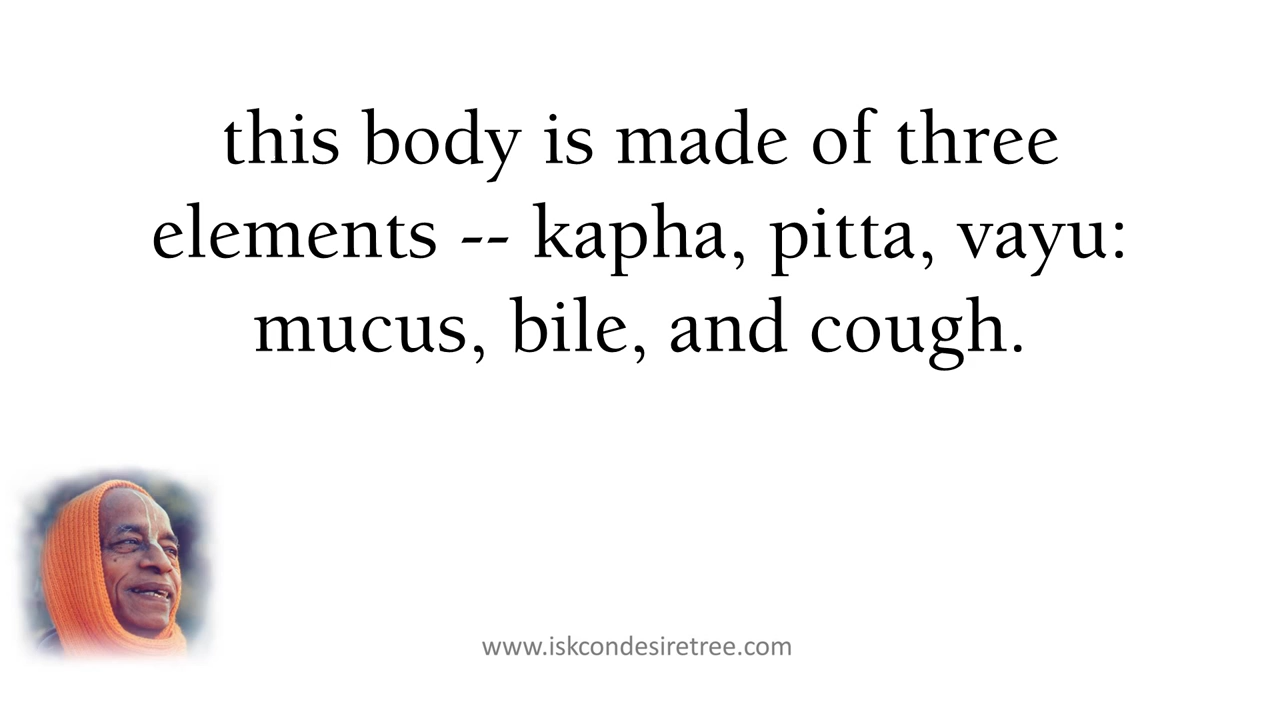 this body is made of three
elements -- kapha, pitta, vayu:
mucus, bile, and cough.
www.iskcondesiretree.com